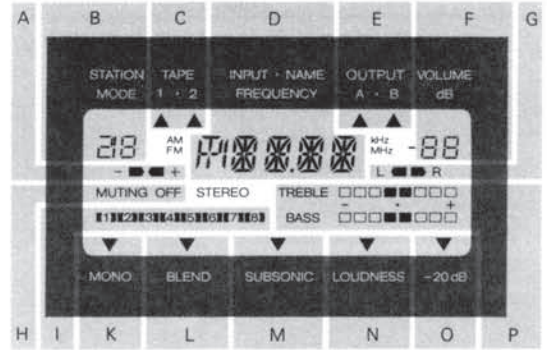 A B C D E F G
STATION TAPE INPUT · NAME OUTPUT VOLUME
MODE 1 · 2 FREQUENCY A · B dB
AM kHz
FM MHz
-88
- + L R
MUTING OFF STEREO TREBLE
- · +
1 2 3 4 5 6 7 8 BASS
MONO BLEND SUBSONIC LOUDNESS -20 dB
H I K L M N O P